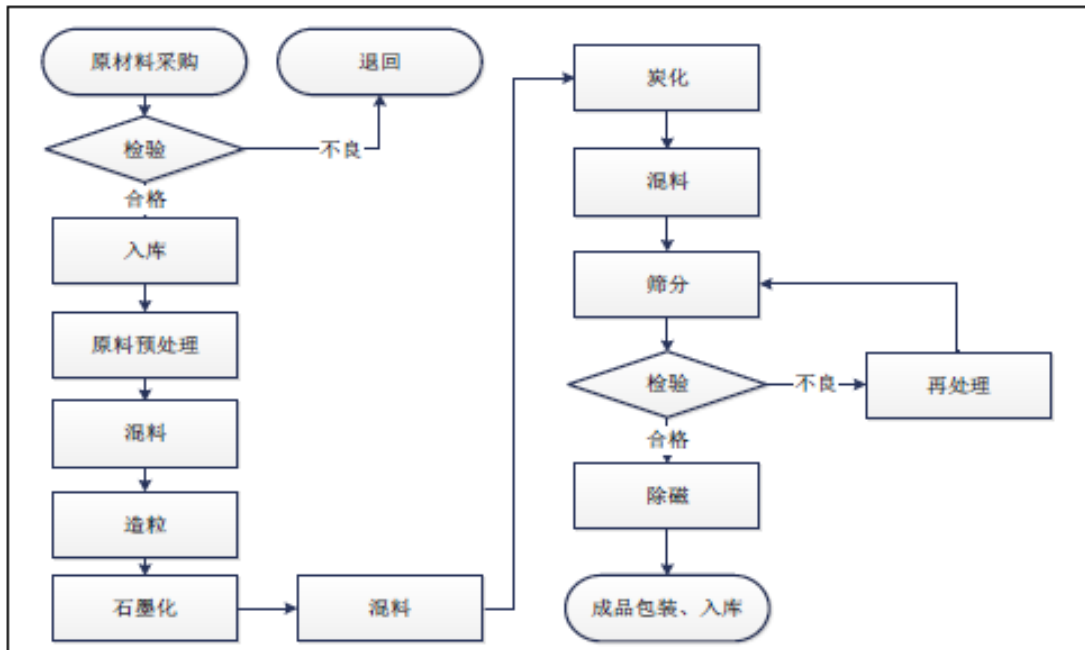 原材料采购
退回
检验
不良
合格
入库
原料预处理
混料
造粒
石墨化
混料
炭化
混料
筛分
检验
不良
再处理
合格
除磁
成品包装、入库